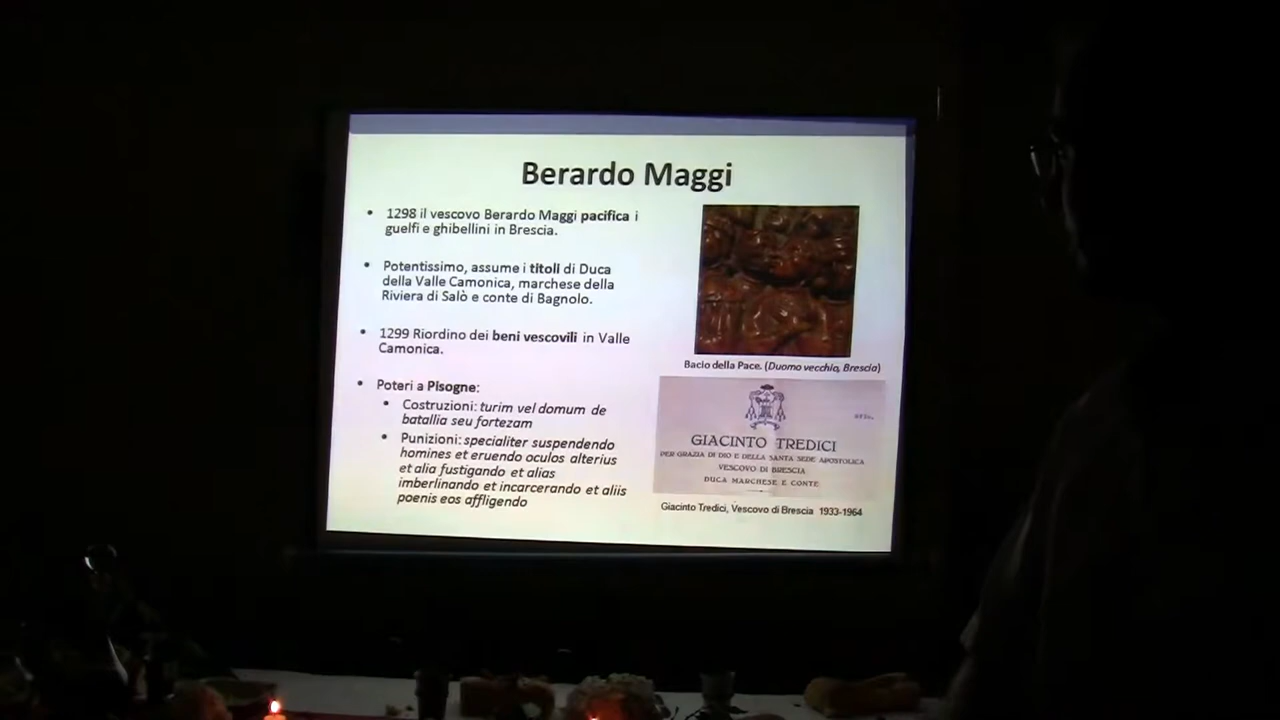 Berardo Maggi
• 1298 il vescovo Berardo Maggi pacifica i
guelfi e ghibellini in Brescia.
• Potentissimo, assume i titoli di Duca
della Valle Camonica, marchese della
Riviera di Salò e conte di Bagnolo.
• 1299 Riordino dei beni vescovili in Valle
Camonica.
• Poteri a Pisogne:
• Costruzioni: turim vel domum de
batallia seu fortezam
• Punizioni: specialiter suspendendo
homines et eruendo oculos alterius
et alia fustigando et alias
imberlinando et incarcerando et aliis
poenis eos affligendo
Bacio della Pace. (Duomo vecchio, Brescia)
GIACINTO TREDICI
PER GRAZIA DI DIO E DELLA SANTA SEDE APOSTOLICA
VESCOVO DI BRESCIA
DUCA MARCHESE E CONTE
Giacinto Tredici, Vescovo di Brescia 1933-1964